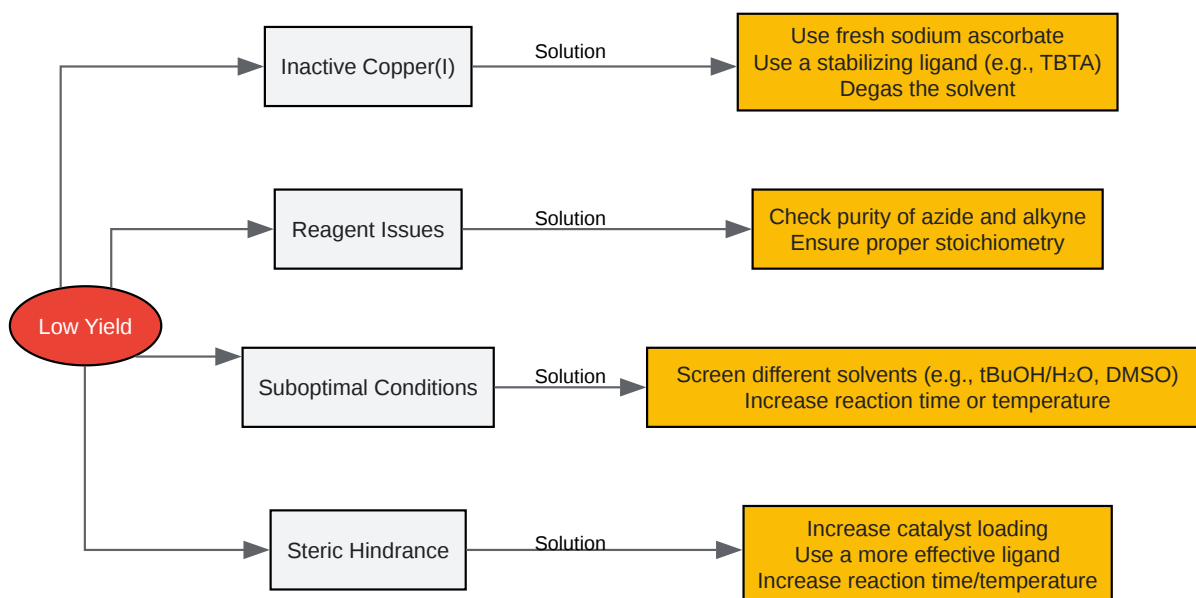 Inactive Copper(I)
Solution
Use fresh sodium ascorbate
Use a stabilizing ligand (e.g., TBTA)
Degas the solvent
Reagent Issues
Solution
Check purity of azide and alkyne
Ensure proper stoichiometry
Low Yield
Suboptimal Conditions
Solution
Screen different solvents (e.g., tBuOH/H₂O, DMSO)
Increase reaction time or temperature
Steric Hindrance
Solution
Increase catalyst loading
Use a more effective ligand
Increase reaction time/temperature